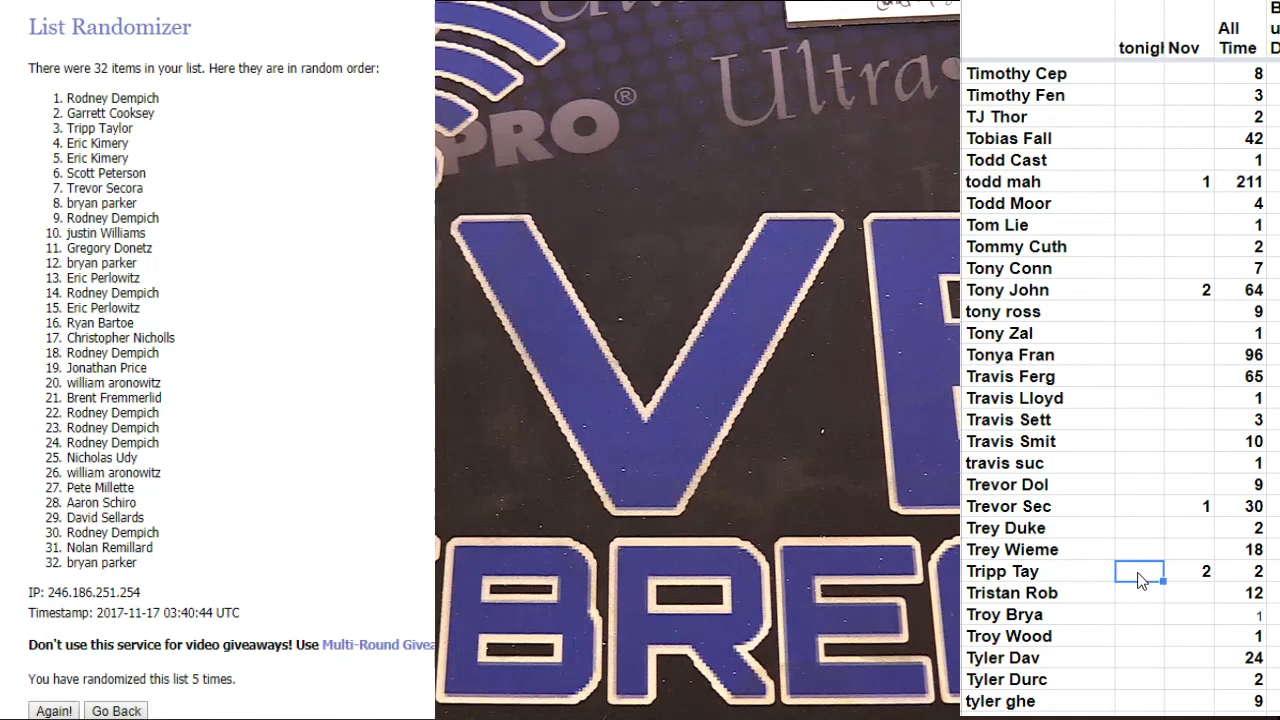 List Randomizer
There were 32 items in your list. Here they are in random order:
1. Rodney Dempich
2. Garrett Cooksey
3. Tripp Taylor
4. Eric Kimery
5. Eric Kimery
6. Scott Peterson
7. Trevor Secora
8. bryan parker
9. Rodney Dempich
10. justin Williams
11. Gregory Donetz
12. bryan parker
13. Eric Perlowitz
14. Rodney Dempich
15. Eric Perlowitz
16. Ryan Bartoe
17. Christopher Nicholls
18. Rodney Dempich
19. Jonathan Price
20. william aronowitz
21. Brent Fremmerlid
22. Rodney Dempich
23. Rodney Dempich
24. Rodney Dempich
25. Nicholas Udy
26. william aronowitz
27. Pete Millette
28. Aaron Schiro
29. David Sellards
30. Rodney Dempich
31. Nolan Remillard
32. bryan parker
IP: 246.186.251.254
Timestamp: 2017-11-17 03:40:44 UTC
Don't use this service for video giveaways! Use Multi-Round Givea
You have randomized this list 5 times.
Again! Go Back
Ultra
PRO®
V
BRE
tonigl Nov All Time
Timothy Cep 8
Timothy Fen 3
TJ Thor 2
Tobias Fall 42
Todd Cast 1
todd mah 1 211
Todd Moor 4
Tom Lie 1
Tommy Cuth 2
Tony Conn 7
Tony John 2 64
tony ross 9
Tony Zal 1
Tonya Fran 96
Travis Ferg 65
Travis Lloyd 1
Travis Sett 3
Travis Smit 10
travis suc 1
Trevor Dol 9
Trevor Sec 1 30
Trey Duke 2
Trey Wieme 18
Tripp Tay 2 2
Tristan Rob 12
Troy Brya 1
Troy Wood 1
Tyler Dav 24
Tyler Durc 2
tyler ghe 9